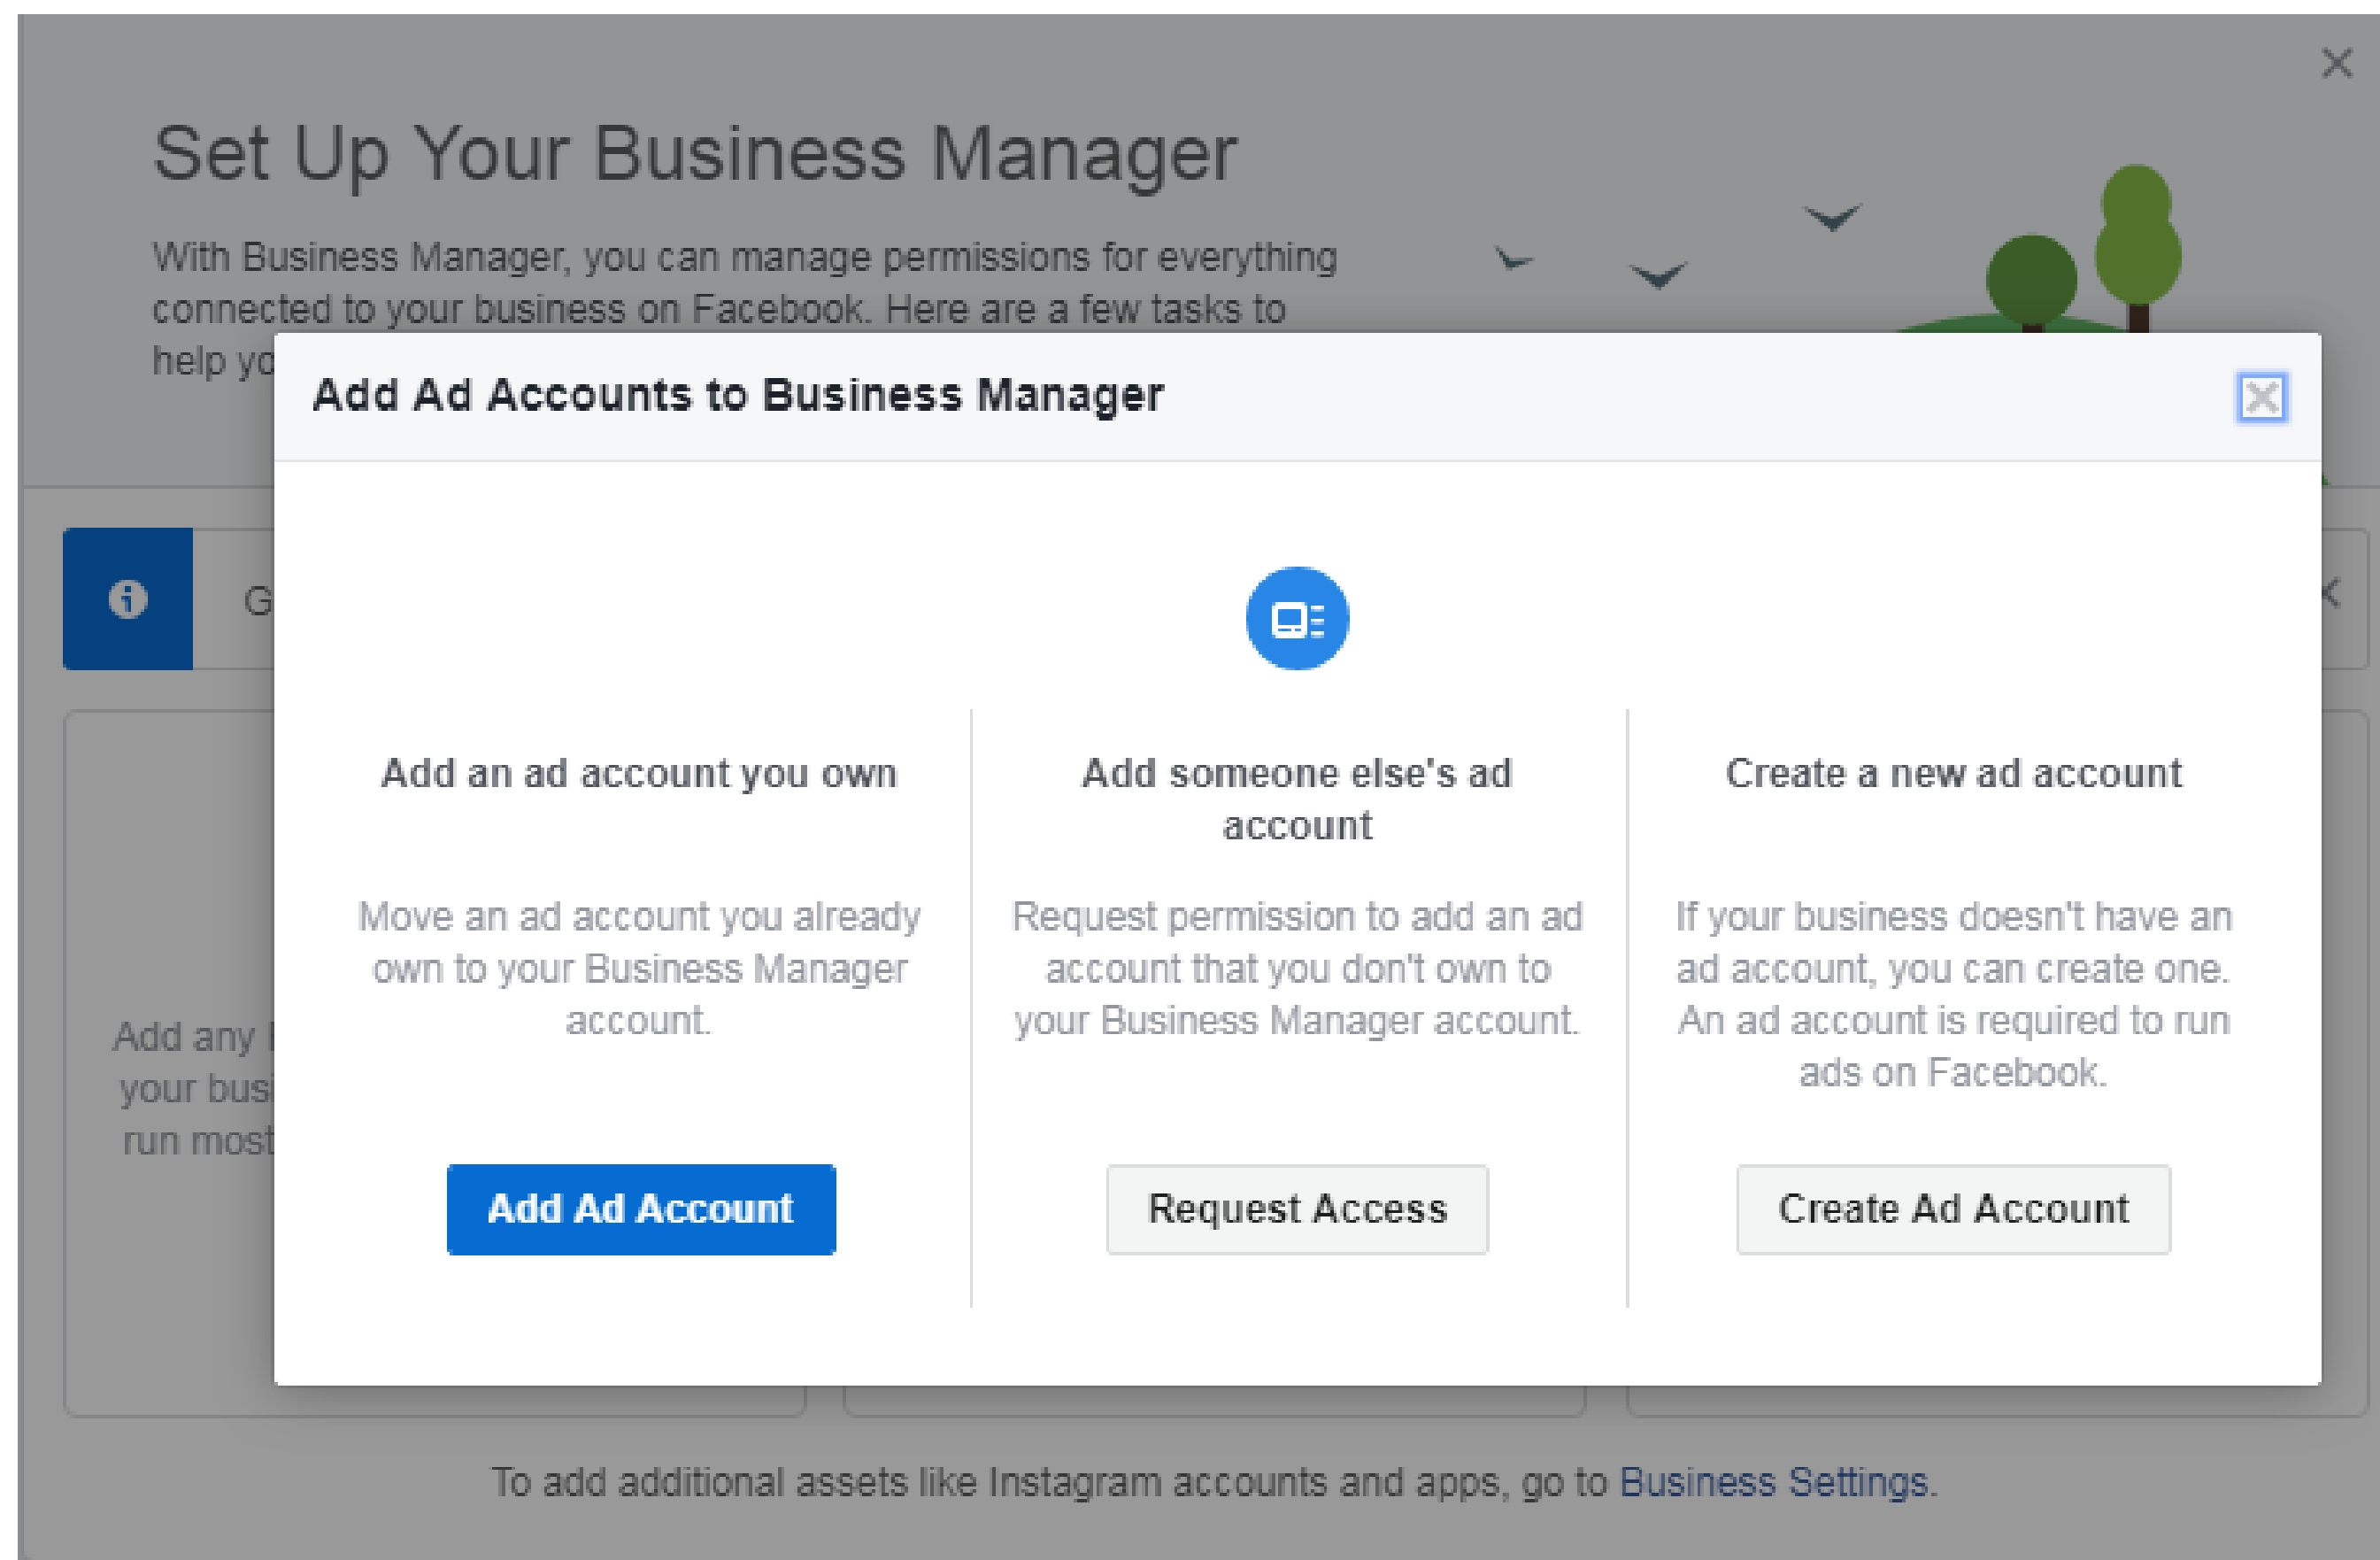 Set Up Your Business Manager
With Business Manager, you can manage permissions for everything
connected to your business on Facebook. Here are a few tasks to
help
Add Ad Accounts to Business Manager
Add an ad account you own
Move an ad account you already
own to your Business Manager
account.
Add Ad Account
Add someone else's ad
account
Request permission to add an ad
account that you don't own to
your Business Manager account.
Request Access
Create a new ad account
If your business doesn't have an
ad account, you can create one.
An ad account is required to run
ads on Facebook.
Create Ad Account
Add any
your
run most
To add additional assets like Instagram accounts and apps, go to Business Settings.